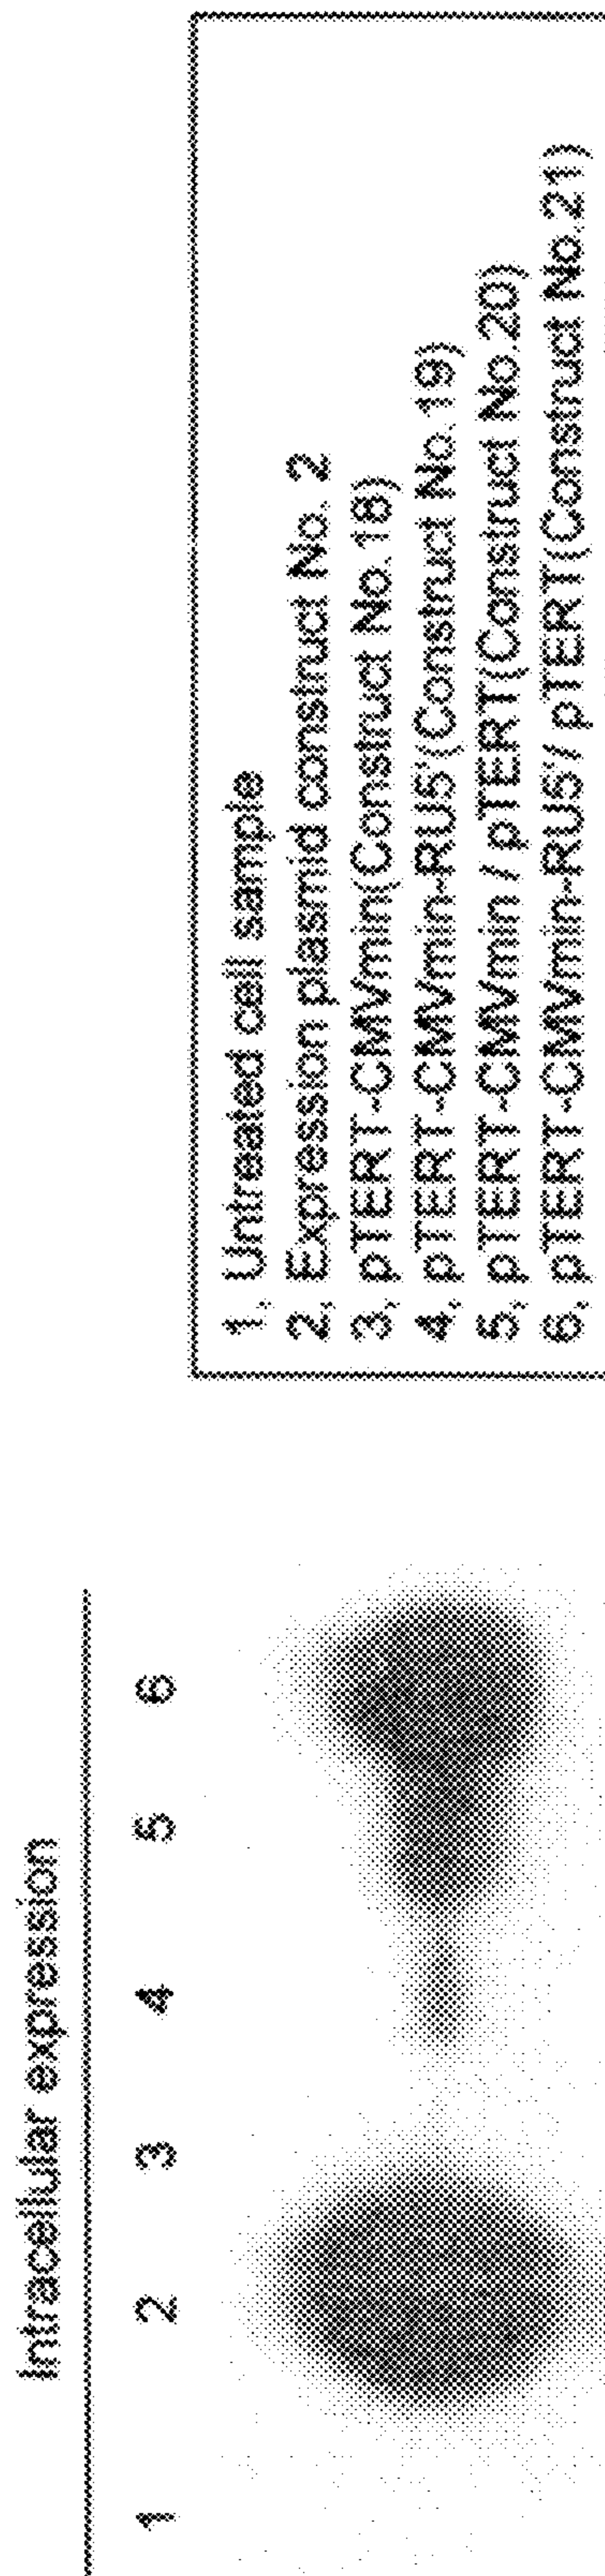 Intracellular expression
1 2 3 4 5 6
1, Untreated cell sample
2, Expression plasmid construct No. 2
3, pTERT-CMVmin(Construct No.18)
4, pTERT-CMVmin-RU5'(Construct No.19)
5, pTERT-CMVmin / pTERT(Construct No.20)
6, pTERT-CMVmin-RU5'/ pTERT(Construct No.21)